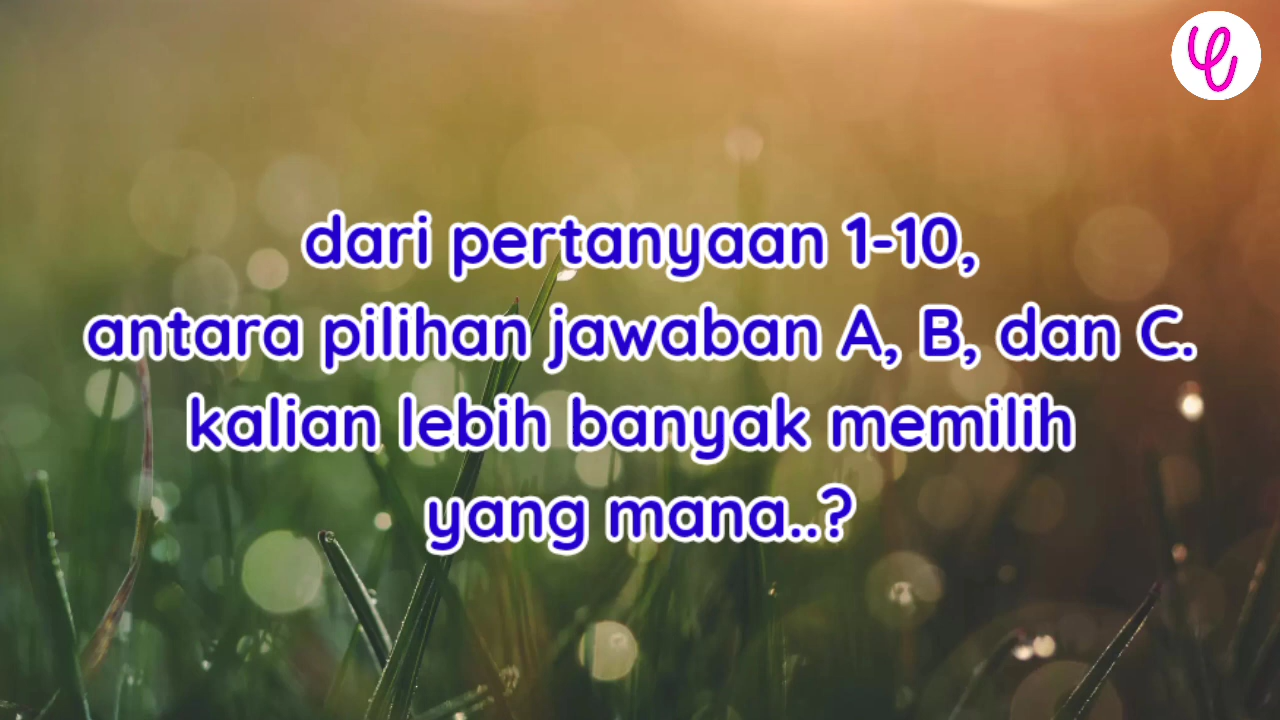 dari pertanyaan 1-10,
antara pilihan jawaban A, B, dan C.
kalian lebih banyak memilih
yang mana..?